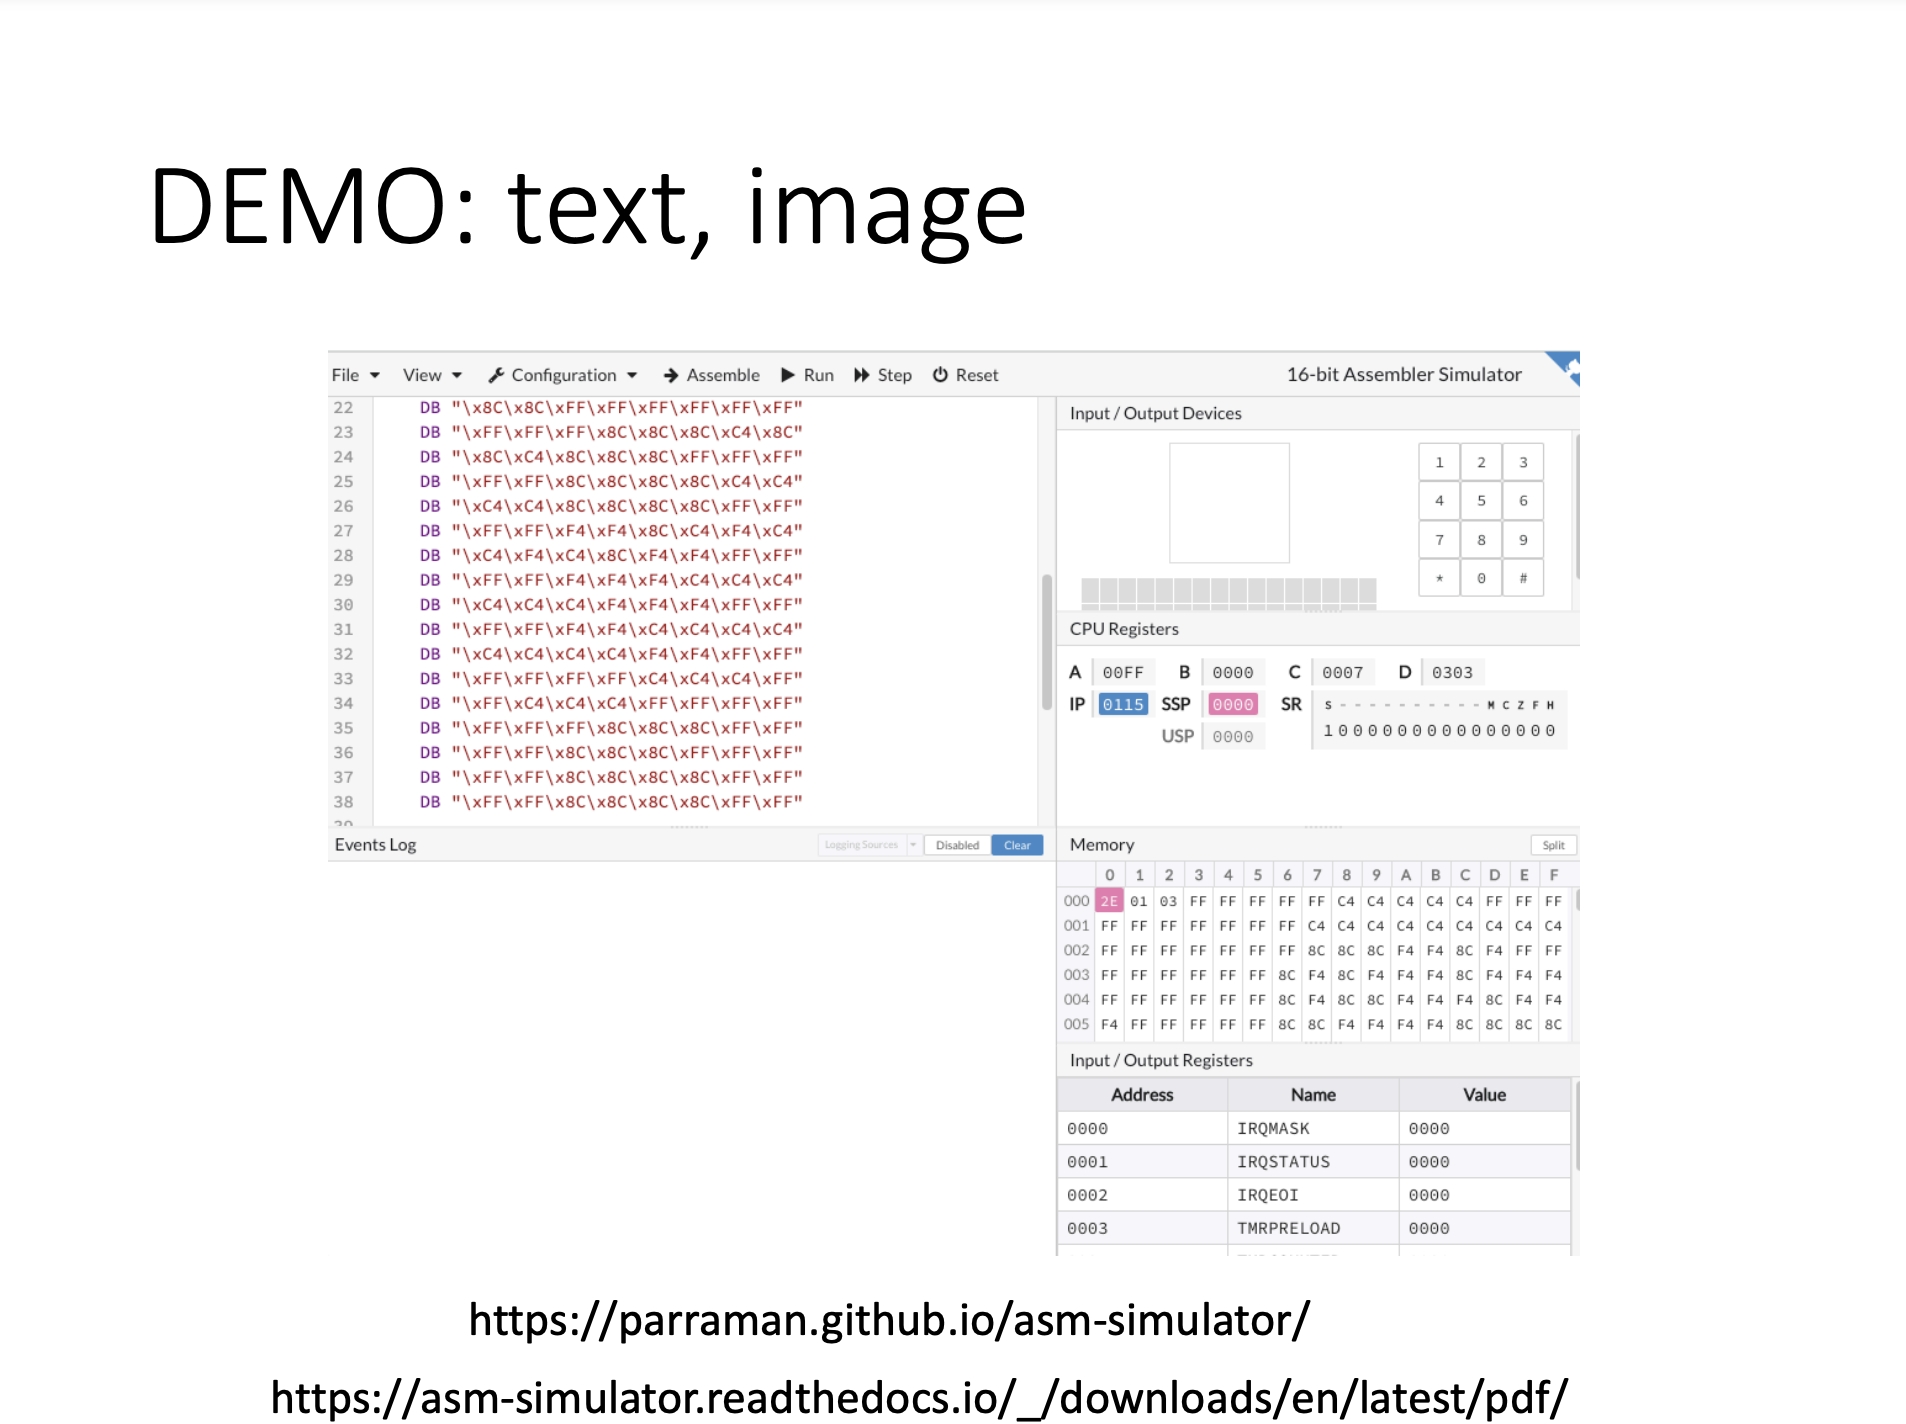 DEMO: text, image
File View Configuration Assemble Run Step Reset 16-bit Assembler Simulator
22 DB "\x8C\x8C\xFF\xFF\xFF\xFF\xFF\xFF"
23 DB "\xFF\xFF\xFF\x8C\x8C\x8C\xC4\x8C"
24 DB "\x8C\xC4\x8C\x8C\x8C\xFF\xFF\xFF"
25 DB "\xFF\xFF\x8C\x8C\x8C\x8C\xC4\xC4"
26 DB "\xC4\xC4\x8C\x8C\x8C\x8C\xFF\xFF"
27 DB "\xFF\xFF\xF4\xF4\x8C\xC4\xF4\xC4"
28 DB "\xC4\xF4\xC4\x8C\xF4\xF4\xFF\xFF"
29 DB "\xFF\xFF\xF4\xF4\xF4\xC4\xC4\xC4"
30 DB "\xC4\xC4\xC4\xF4\xF4\xF4\xFF\xFF"
31 DB "\xFF\xFF\xF4\xF4\xC4\xC4\xC4\xC4"
32 DB "\xC4\xC4\xC4\xC4\xF4\xF4\xFF\xFF"
33 DB "\xFF\xFF\xFF\xFF\xC4\xC4\xC4\xFF"
34 DB "\xFF\xC4\xC4\xC4\xFF\xFF\xFF\xFF"
35 DB "\xFF\xFF\xFF\x8C\x8C\x8C\xFF\xFF"
36 DB "\xFF\xFF\x8C\x8C\x8C\xFF\xFF\xFF"
37 DB "\xFF\xFF\x8C\x8C\x8C\x8C\xFF\xFF"
38 DB "\xFF\xFF\x8C\x8C\x8C\x8C\xFF\xFF"
Events Log Logging Sources Disabled Clear
Input / Output Devices
1 2 3
4 5 6
7 8 9
* 0 #
CPU Registers
A 00FF B 0000 C 0007 D 0303
IP 0115 SSP 0000 SR S - - - - - - - - - - M C Z F H
USP 0000 1 0 0 0 0 0 0 0 0 0 0 0 0 0 0 0
Memory Split
0 1 2 3 4 5 6 7 8 9 A B C D E F
000 2E 01 03 FF FF FF FF FF C4 C4 C4 C4 C4 FF FF FF
001 FF FF FF FF FF FF FF C4 C4 C4 C4 C4 C4 C4 C4 C4
002 FF FF FF FF FF FF FF 8C 8C 8C F4 F4 8C F4 FF FF
003 FF FF FF FF FF FF 8C F4 8C F4 F4 F4 8C F4 F4 F4
004 FF FF FF FF FF FF 8C F4 8C 8C F4 F4 F4 8C F4 F4
005 F4 FF FF FF FF FF 8C 8C F4 F4 F4 F4 8C 8C 8C 8C
Input / Output Registers
Address Name Value
0000 IRQMASK 0000
0001 IRQSTATUS 0000
0002 IRQEOI 0000
0003 TMRPRELOAD 0000
https://parraman.github.io/asm-simulator/
https://asm-simulator.readthedocs.io/_/downloads/en/latest/pdf/